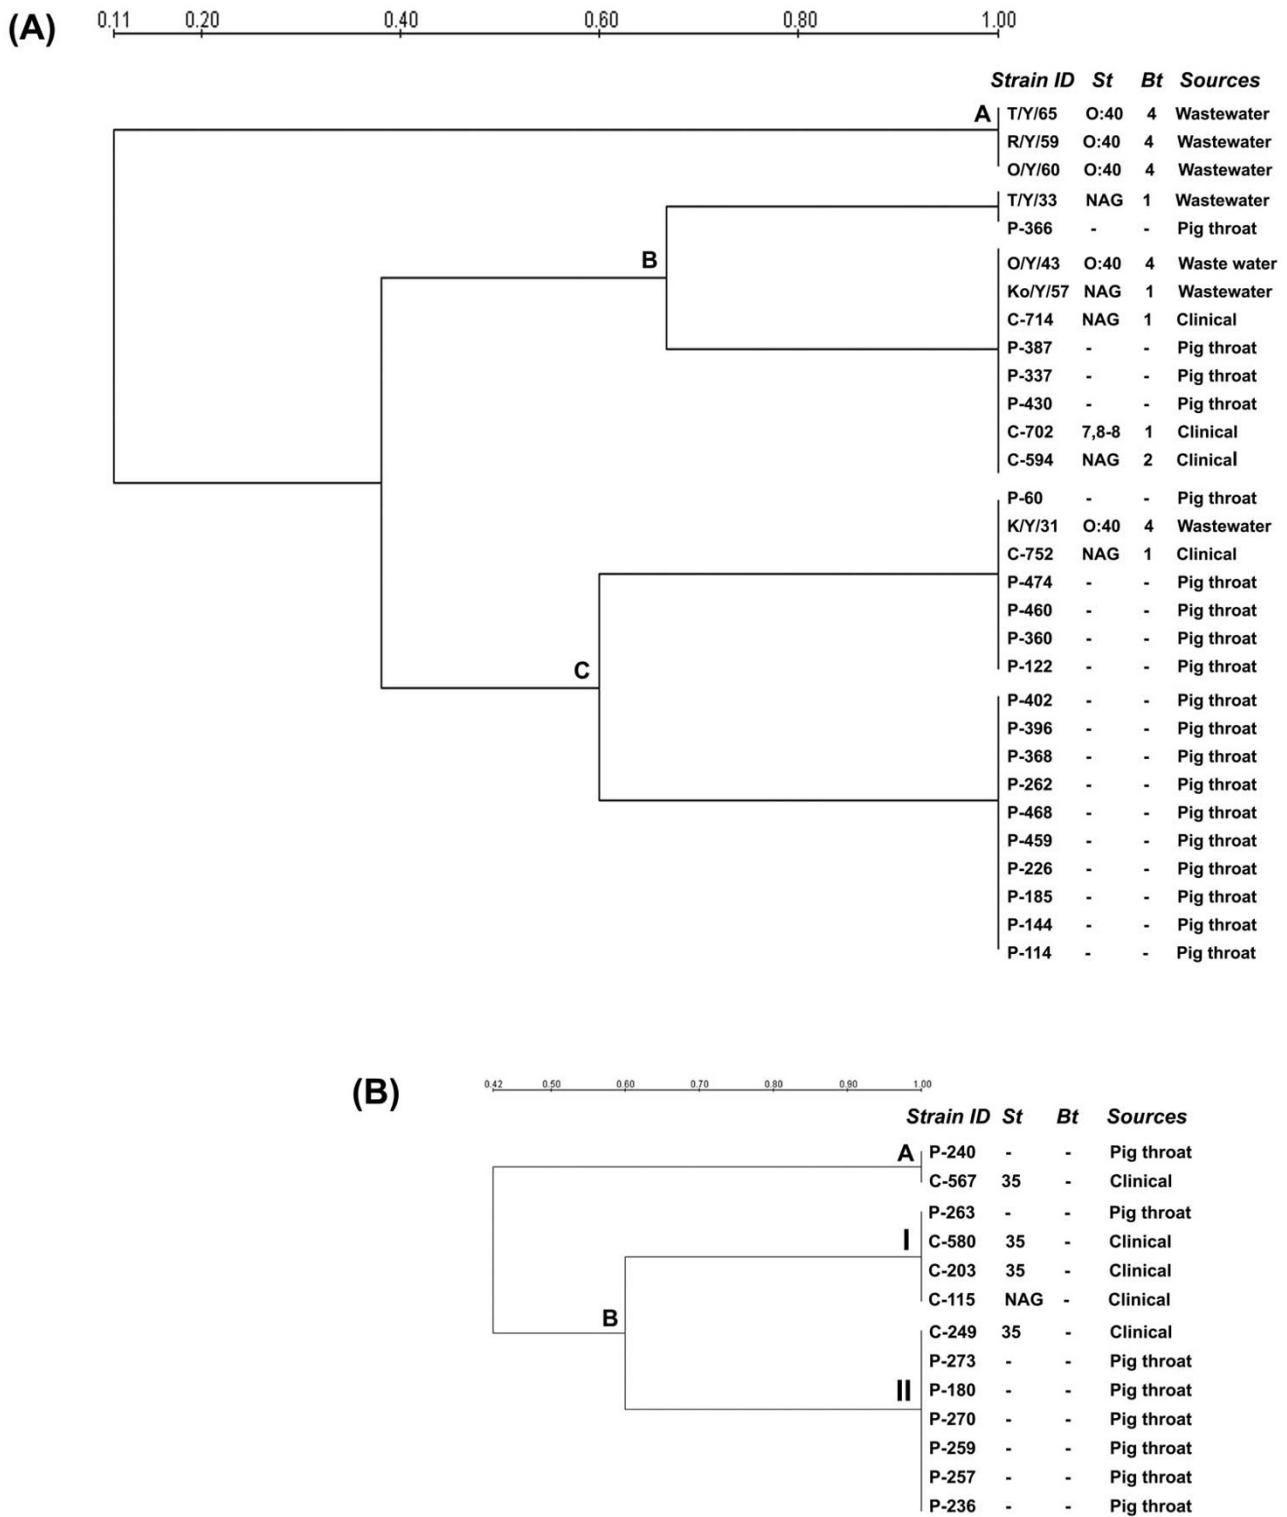 (A)
0.11 0.20 0.40 0.60 0.80 1.00
Strain ID St Bt Sources
A T/Y/65 O:40 4 Wastewater
R/Y/59 O:40 4 Wastewater
O/Y/60 O:40 4 Wastewater
T/Y/33 NAG 1 Wastewater
P-366 - - Pig throat
B
O/Y/43 O:40 4 Waste water
Ko/Y/57 NAG 1 Wastewater
C-714 NAG 1 Clinical
P-387 - - Pig throat
P-337 - - Pig throat
P-430 - - Pig throat
C-702 7,8-8 1 Clinical
C-594 NAG 2 Clinical
P-60 - - Pig throat
K/Y/31 O:40 4 Wastewater
C-752 NAG 1 Clinical
P-474 - - Pig throat
P-460 - - Pig throat
P-360 - - Pig throat
C P-122 - - Pig throat
P-402 - - Pig throat
P-396 - - Pig throat
P-368 - - Pig throat
P-262 - - Pig throat
P-468 - - Pig throat
P-459 - - Pig throat
P-226 - - Pig throat
P-185 - - Pig throat
P-144 - - Pig throat
P-114 - - Pig throat
(B)
0.42 0.50 0.60 0.70 0.80 0.90 1.00
Strain ID St Bt Sources
A P-240 - - Pig throat
C-567 35 - Clinical
P-263 - - Pig throat
I C-580 35 - Clinical
C-203 35 - Clinical
C-115 NAG - Clinical
B
C-249 35 - Clinical
P-273 - - Pig throat
II P-180 - - Pig throat
P-270 - - Pig throat
P-259 - - Pig throat
P-257 - - Pig throat
P-236 - - Pig throat